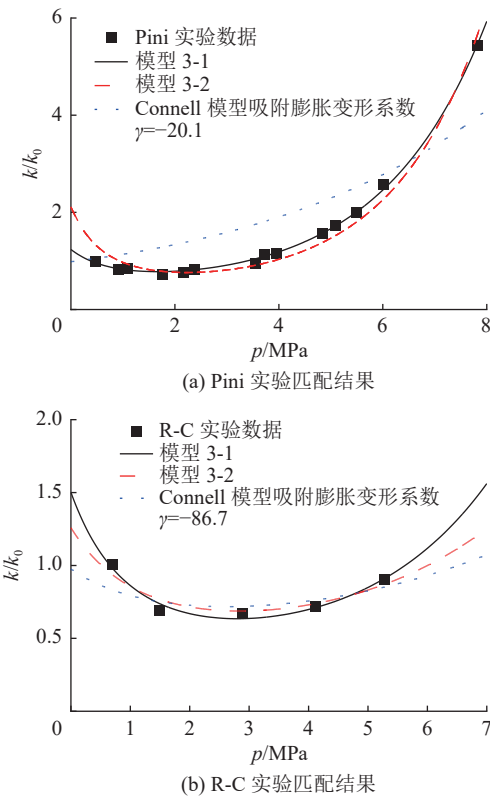 6
Pini 实验数据
模型 3-1
模型 3-2
4
Connell 模型吸附膨胀变形系数
γ=−20.1
k/k₀
2
0 2 4 6 8
p/MPa
(a) Pini 实验匹配结果
2.0
R-C 实验数据
模型 3-1
模型 3-2
1.5
Connell 模型吸附膨胀变形系数
γ=−86.7
k/k₀
1.0
0.5
0 1 2 3 4 5 6 7
p/MPa
(b) R-C 实验匹配结果